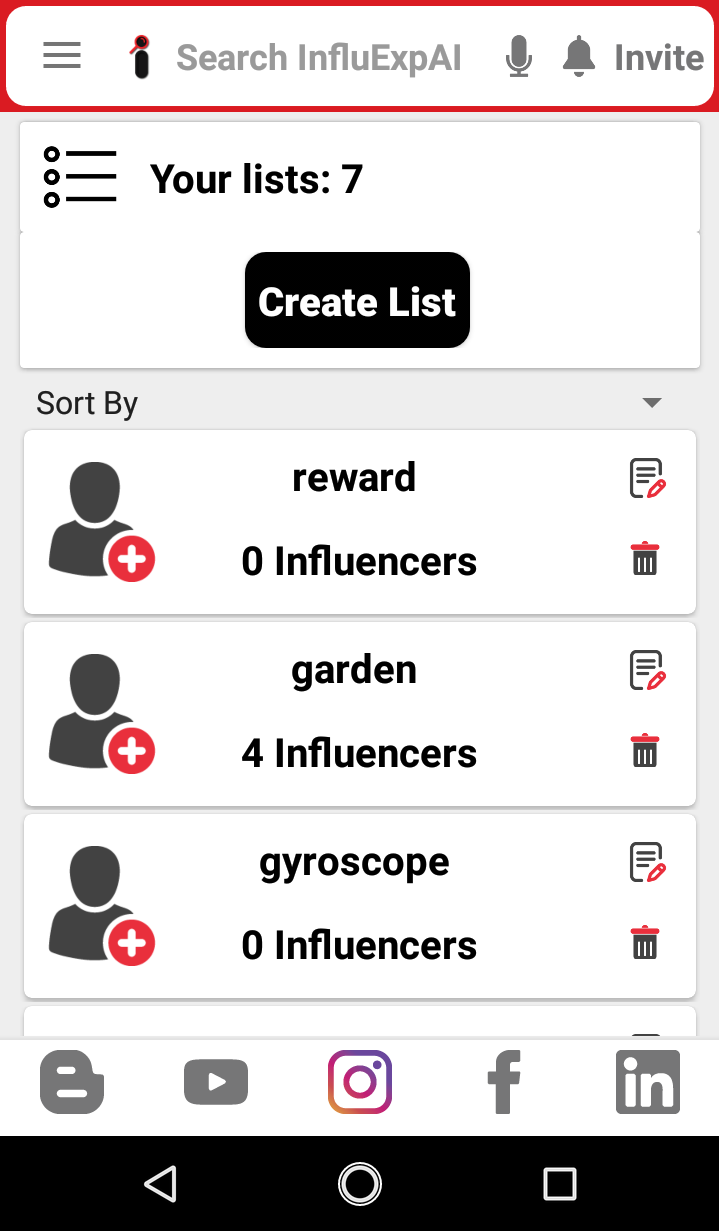 Search InfluExpAI Invite
Your lists: 7
Create List
Sort By
reward
0 Influencers
garden
4 Influencers
gyroscope
0 Influencers
in